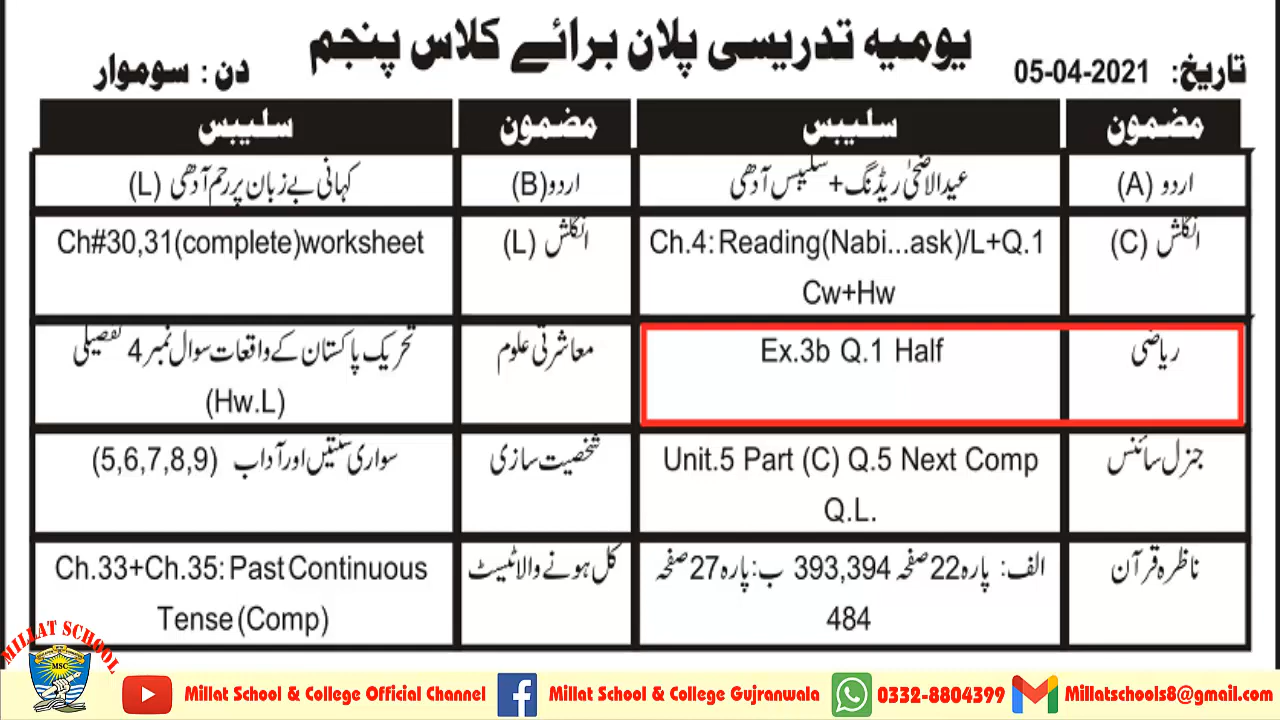 یومیہ تدریسی پلان برائے کلاس پنجم
تاریخ: 05-04-2021
دن : سوموار
مضمون
سلیبس
مضمون
سلیبس
اردو (A)
عیدالاضحیٰ ریڈنگ + سلیبس آدھی
اردو (B)
کہانی بے زبان پر رحم آدھی (L)
انگلش (C)
Ch.4: Reading(Nabi...ask)/L+Q.1
Cw+Hw
انگلش (L)
Ch#30,31(complete)worksheet
ریاضی
Ex.3b Q.1 Half
معاشرتی علوم
تحریک پاکستان کے واقعات سوال نمبر 4 تفصیلی
(Hw.L)
جنرل سائنس
Unit.5 Part (C) Q.5 Next Comp
Q.L.
شخصیت سازی
سواری سنتیں اور آداب (5,6,7,8,9)
ناظرہ قرآن
الف: پارہ 22 صفحہ 393,394 ب: پارہ 27 صفحہ
484
کل ہونے والا ٹیسٹ
Ch.33+Ch.35: Past Continuous
Tense (Comp)
MILLAT SCHOOL
MSC
Millat School & College Official Channel
Millat School & College Gujranwala
0332-8804399
Millatschools8@gmail.com